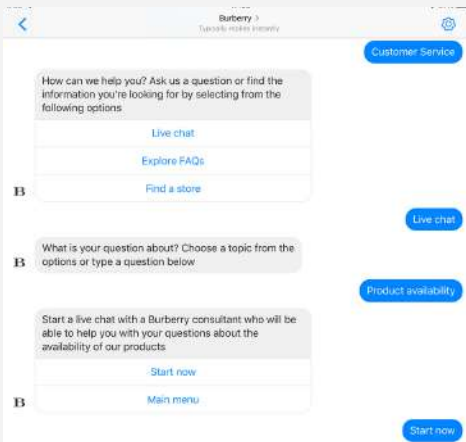 Burberry >
Typically replies instantly
Customer Service
How can we help you? Ask us a question or find the
information you're looking for by selecting from the
following options
Live chat
Explore FAQs
Find a store
B
Live chat
What is your question about? Choose a topic from the
options or type a question below
B
Product availability
Start a live chat with a Burberry consultant who will be
able to help you with your questions about the
availability of our products
Start now
Main menu
B
Start now